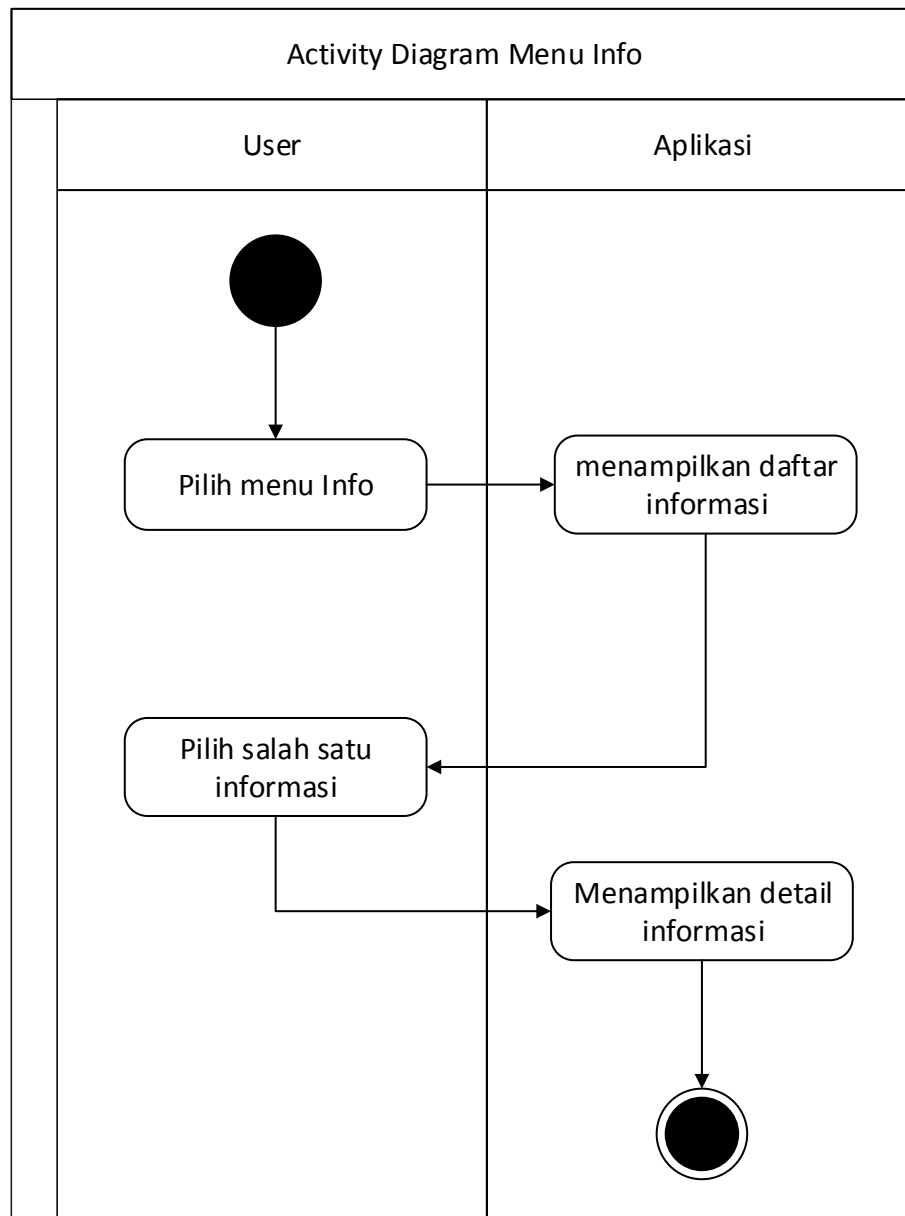 Activity Diagram Menu Info
User
Aplikasi
Pilih menu Info
menampilkan daftar
informasi
Pilih salah satu
informasi
Menampilkan detail
informasi